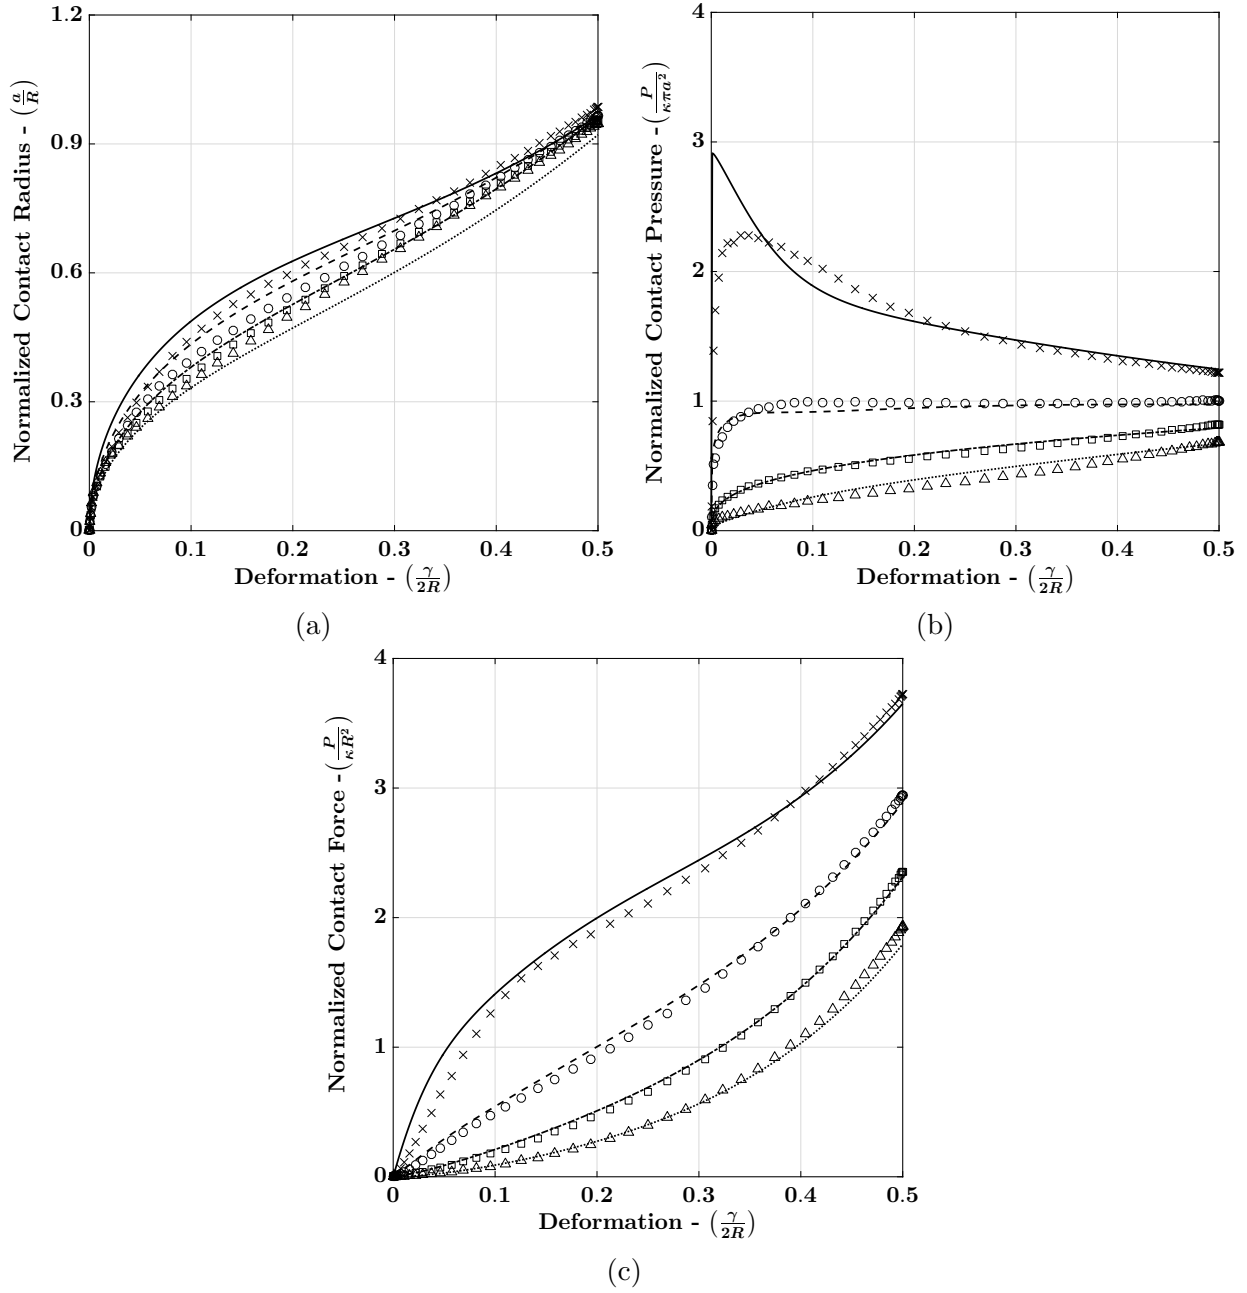 1.2
0.9
0.6
0.3
0
0 0.1 0.2 0.3 0.4 0.5
Normalized Contact Radius - (a/R)
Deformation - (γ/2R)
(a)
4
3
2
1
0
0 0.1 0.2 0.3 0.4 0.5
Normalized Contact Pressure -(P/κπa²)
Deformation - (γ/2R)
(b)
4
3
2
1
0
0 0.1 0.2 0.3 0.4 0.5
Normalized Contact Force -(P/κR²)
Deformation - (γ/2R)
(c)